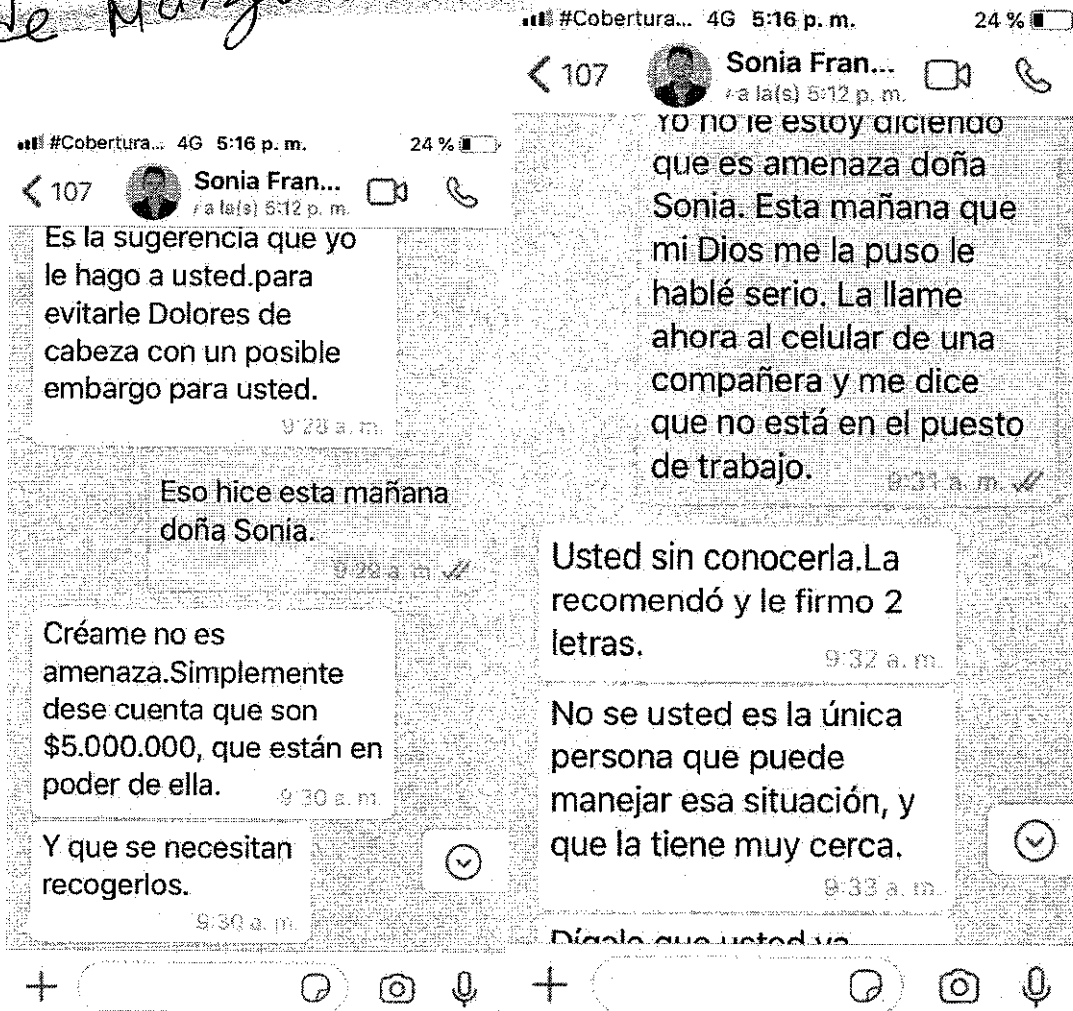 De
#Cobertura... 4G 5:16 p. m. 24 %
107
Sonia Fran...
a la(s) 5:12 p. m.
Es la sugerencia que yo
le hago a usted.para
evitarle Dolores de
cabeza con un posible
embargo para usted.
Eso hice esta mañana
doña Sonia.
9:29 a. m.
Créame no es
amenaza.Simplemente
dese cuenta que son
$5.000.000, que están en
poder de ella.
9:30 a. m.
Y que se necesitan
recogerlos.
9:30 a. m.
#Cobertura... 4G 5:16 p. m. 24 %
107
Sonia Fran...
a la(s) 5:12 p. m.
Yo no le estoy diciendo
que es amenaza doña
Sonia. Esta mañana que
mi Dios me la puso le
hablé serio. La llame
ahora al celular de una
compañera y me dice
que no está en el puesto
de trabajo.
9:31 a. m.
Usted sin conocerla.La
recomendó y le firmo 2
letras.
9:32 a. m.
No se usted es la única
persona que puede
manejar esa situación, y
que la tiene muy cerca.
9:33 a. m.
Dígale que usted ya